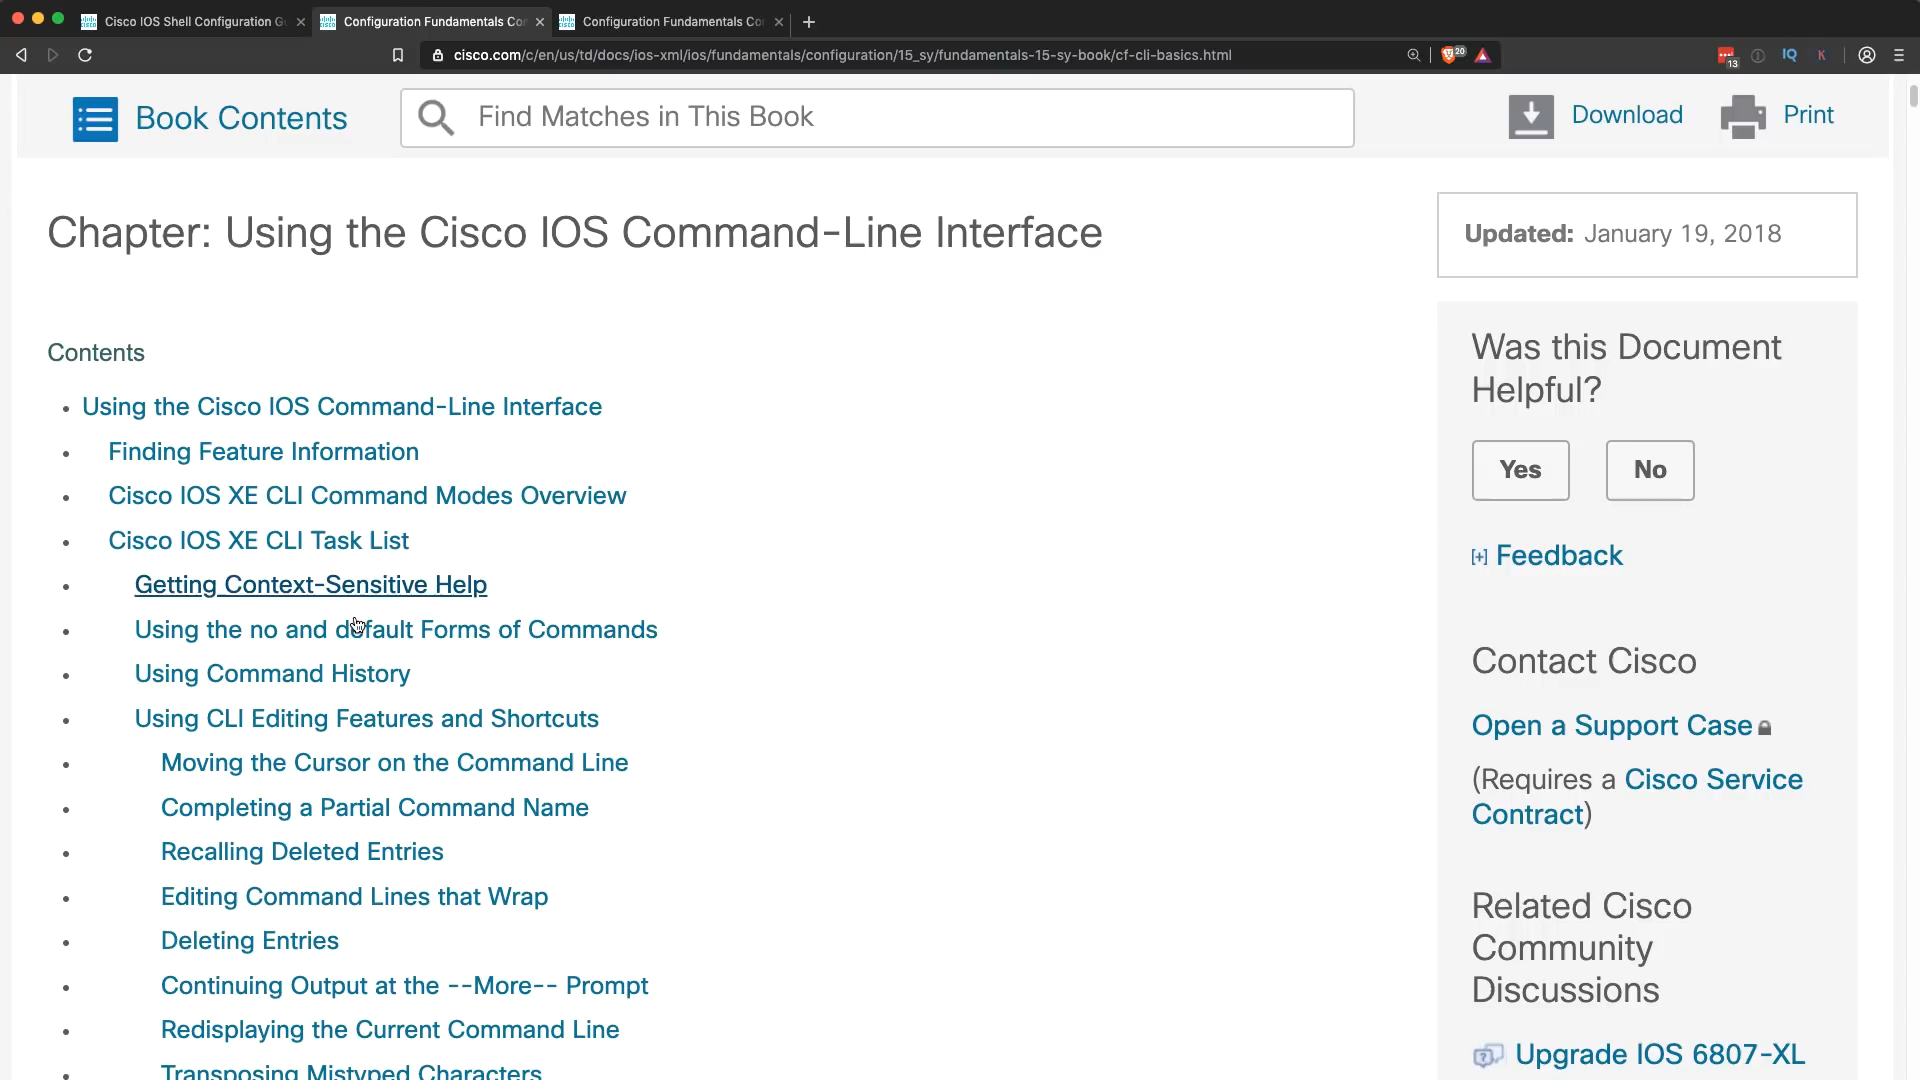 Cisco IOS Shell Configuration G
Configuration Fundamentals Co
Configuration Fundamentals Co
cisco.com/c/en/us/td/docs/ios-xml/ios/fundamentals/configuration/15_sy/fundamentals-15-sy-book/cf-cli-basics.html
20
13
IQ
K
Book Contents
Find Matches in This Book
Download
Print
Chapter: Using the Cisco IOS Command-Line Interface
Updated: January 19, 2018
Contents
• Using the Cisco IOS Command-Line Interface
• Finding Feature Information
• Cisco IOS XE CLI Command Modes Overview
• Cisco IOS XE CLI Task List
• Getting Context-Sensitive Help
• Using the no and default Forms of Commands
• Using Command History
• Using CLI Editing Features and Shortcuts
• Moving the Cursor on the Command Line
• Completing a Partial Command Name
• Recalling Deleted Entries
• Editing Command Lines that Wrap
• Deleting Entries
• Continuing Output at the --More-- Prompt
• Redisplaying the Current Command Line
• Transposing Mistyped Characters
Was this Document
Helpful?
Yes
No
[+] Feedback
Contact Cisco
Open a Support Case
(Requires a Cisco Service
Contract)
Related Cisco
Community
Discussions
Upgrade IOS 6807-XL